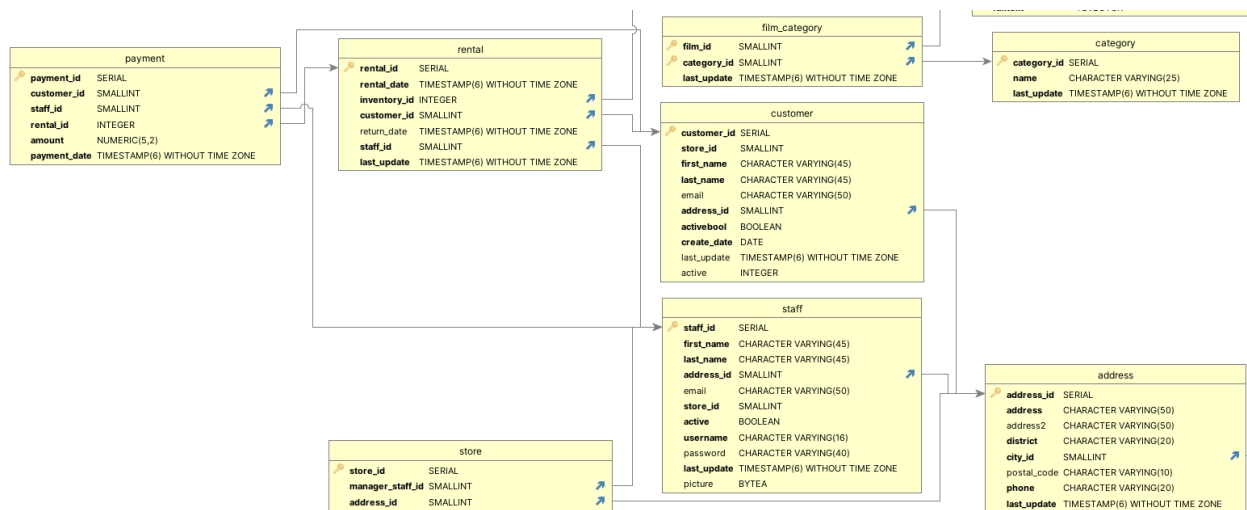 payment
payment_id SERIAL
customer_id SMALLINT
staff_id SMALLINT
rental_id INTEGER
amount NUMERIC(5,2)
payment_date TIMESTAMP(6) WITHOUT TIME ZONE
rental
rental_id SERIAL
rental_date TIMESTAMP(6) WITHOUT TIME ZONE
inventory_id INTEGER
customer_id SMALLINT
return_date TIMESTAMP(6) WITHOUT TIME ZONE
staff_id SMALLINT
last_update TIMESTAMP(6) WITHOUT TIME ZONE
film_category
film_id SMALLINT
category_id SMALLINT
last_update TIMESTAMP(6) WITHOUT TIME ZONE
category
category_id SERIAL
name CHARACTER VARYING(25)
last_update TIMESTAMP(6) WITHOUT TIME ZONE
customer
customer_id SERIAL
store_id SMALLINT
first_name CHARACTER VARYING(45)
last_name CHARACTER VARYING(45)
email CHARACTER VARYING(50)
address_id SMALLINT
activebool BOOLEAN
create_date DATE
last_update TIMESTAMP(6) WITHOUT TIME ZONE
active INTEGER
staff
staff_id SERIAL
first_name CHARACTER VARYING(45)
last_name CHARACTER VARYING(45)
address_id SMALLINT
email CHARACTER VARYING(50)
store_id SMALLINT
active BOOLEAN
username CHARACTER VARYING(16)
password CHARACTER VARYING(40)
last_update TIMESTAMP(6) WITHOUT TIME ZONE
picture BYTEA
store
store_id SERIAL
manager_staff_id SMALLINT
address_id SMALLINT
address
address_id SERIAL
address CHARACTER VARYING(50)
address2 CHARACTER VARYING(50)
district CHARACTER VARYING(20)
city_id SMALLINT
postal_code CHARACTER VARYING(10)
phone CHARACTER VARYING(20)
last_update TIMESTAMP(6) WITHOUT TIME ZONE